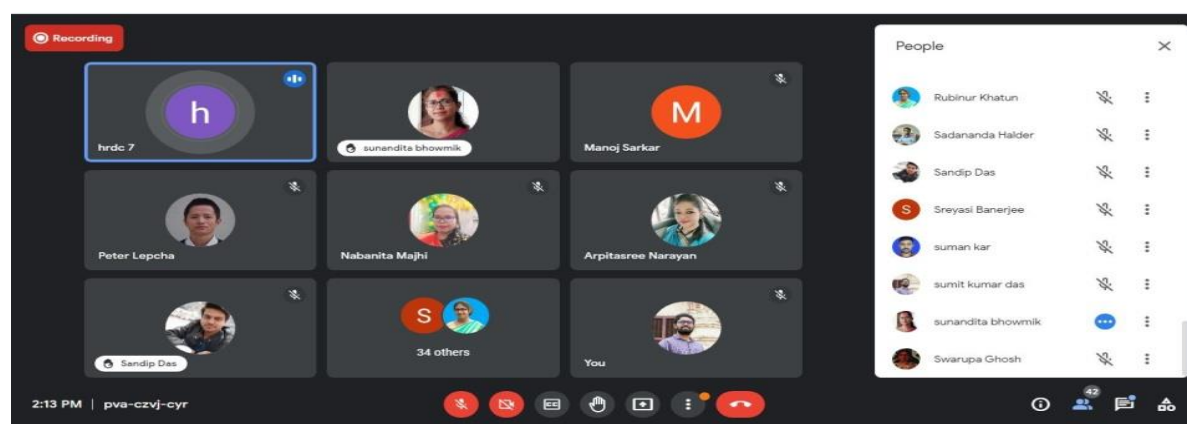 Recording
People
h
hrdc 7
sunandita bhowmik
M
Manoj Sarkar
Peter Lepcha
Nabanita Majhi
Arpitasree Narayan
Sandip Das
S
34 others
You
Rubinur Khatun
Sadananda Halder
Sandip Das
S
Sreyasi Banerjee
suman kar
sumit kumar das
sunandita bhowmik
Swarupa Ghosh
2:13 PM | pva-czvj-cyr
CC
42